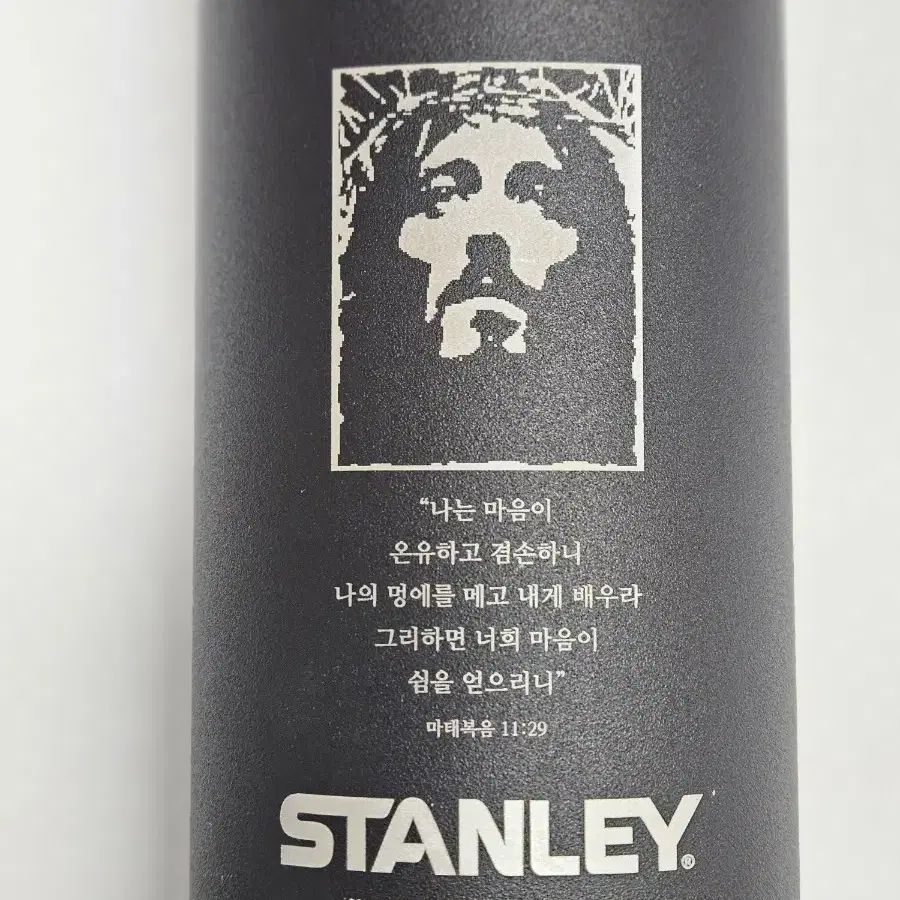 “나는 마음이
온유하고 겸손하니
나의 멍에를 메고 내게 배우라
그리하면 너희 마음이
쉼을 얻으리니”
마태복음 11:29
STANLEY®